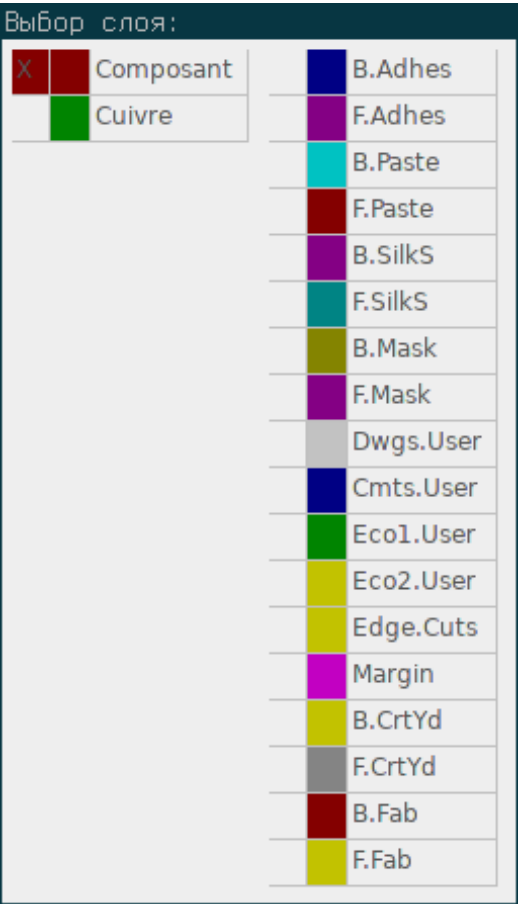 Выбор слоя:
X Composant
Cuivre
B.Adhes
F.Adhes
B.Paste
F.Paste
B.SilkS
F.SilkS
B.Mask
F.Mask
Dwgs.User
Cmts.User
Eco1.User
Eco2.User
Edge.Cuts
Margin
B.CrtYd
F.CrtYd
B.Fab
F.Fab